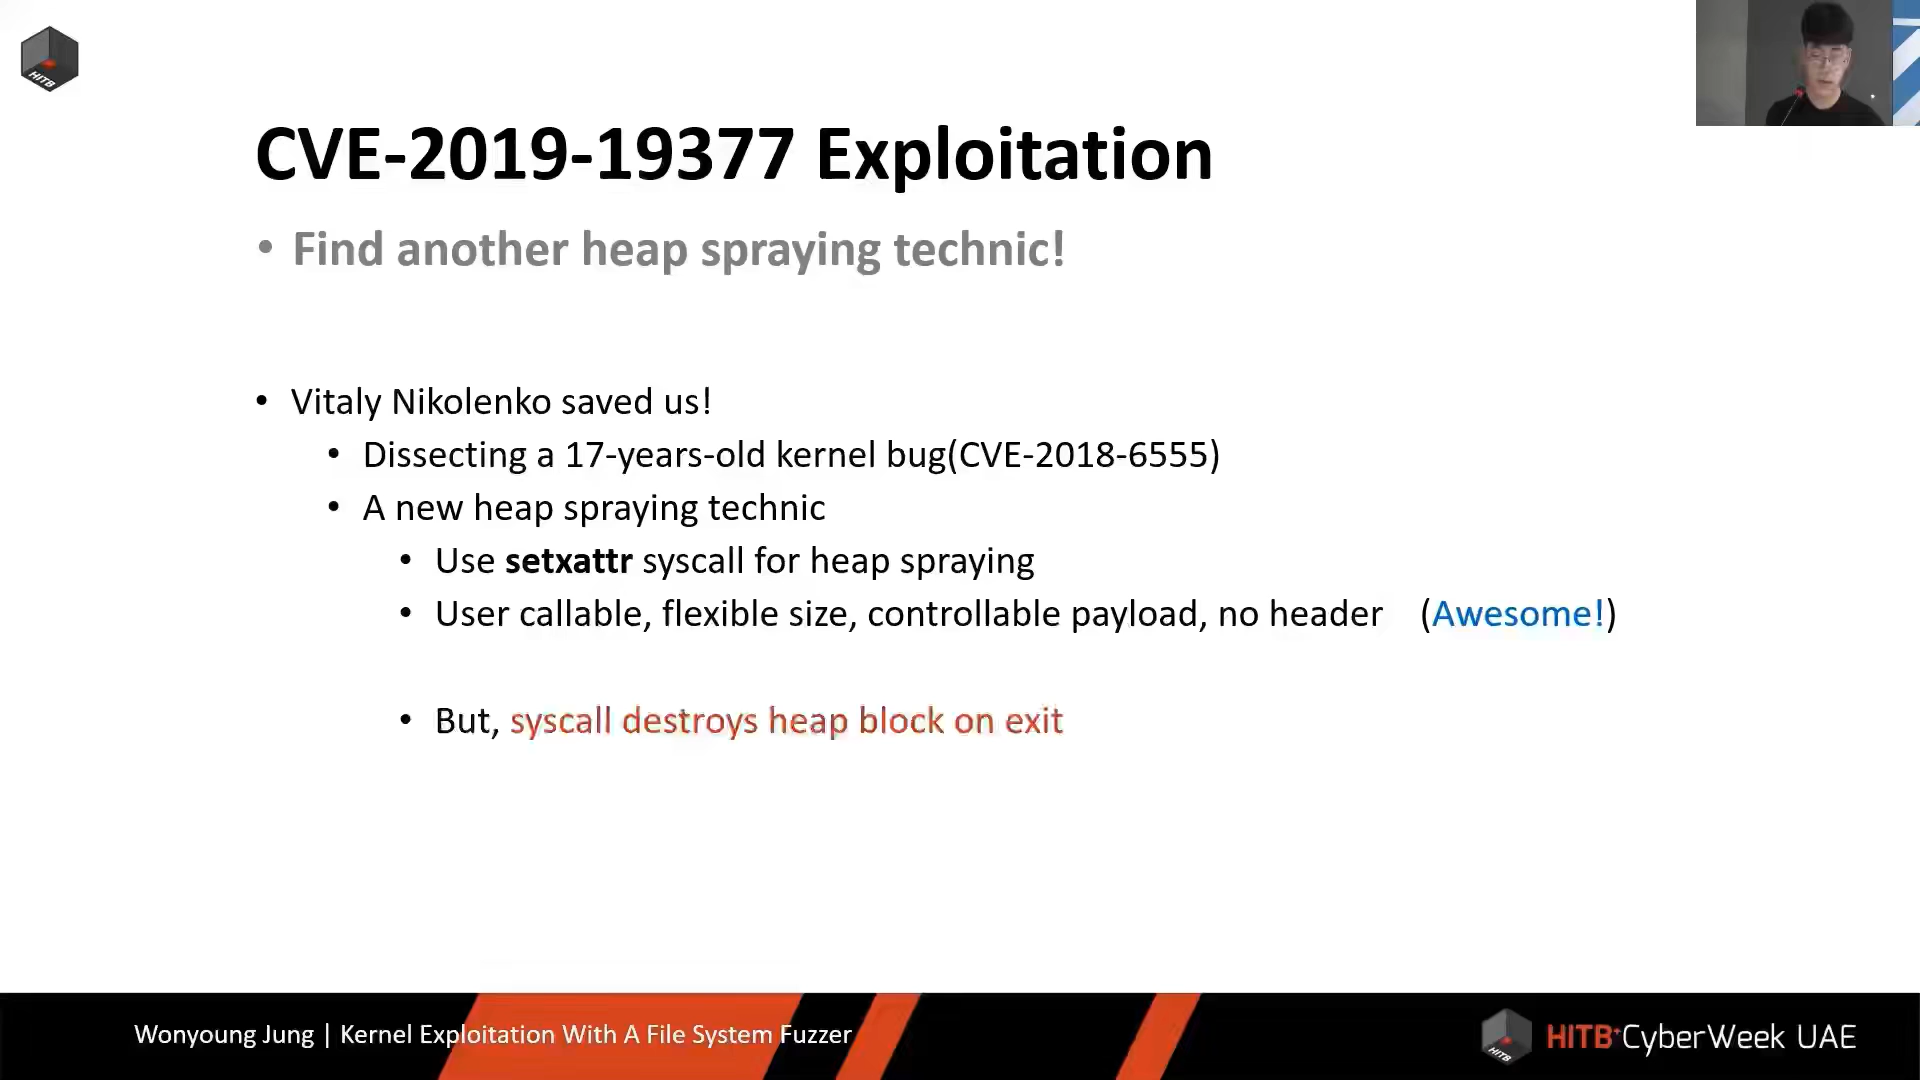 HITB
CVE-2019-19377 Exploitation
• Find another heap spraying technic!
• Vitaly Nikolenko saved us!
• Dissecting a 17-years-old kernel bug(CVE-2018-6555)
• A new heap spraying technic
• Use setxattr syscall for heap spraying
• User callable, flexible size, controllable payload, no header (Awesome!)
• But, syscall destroys heap block on exit
Wonyoung Jung | Kernel Exploitation With A File System Fuzzer
HITB
HITB+ CyberWeek UAE